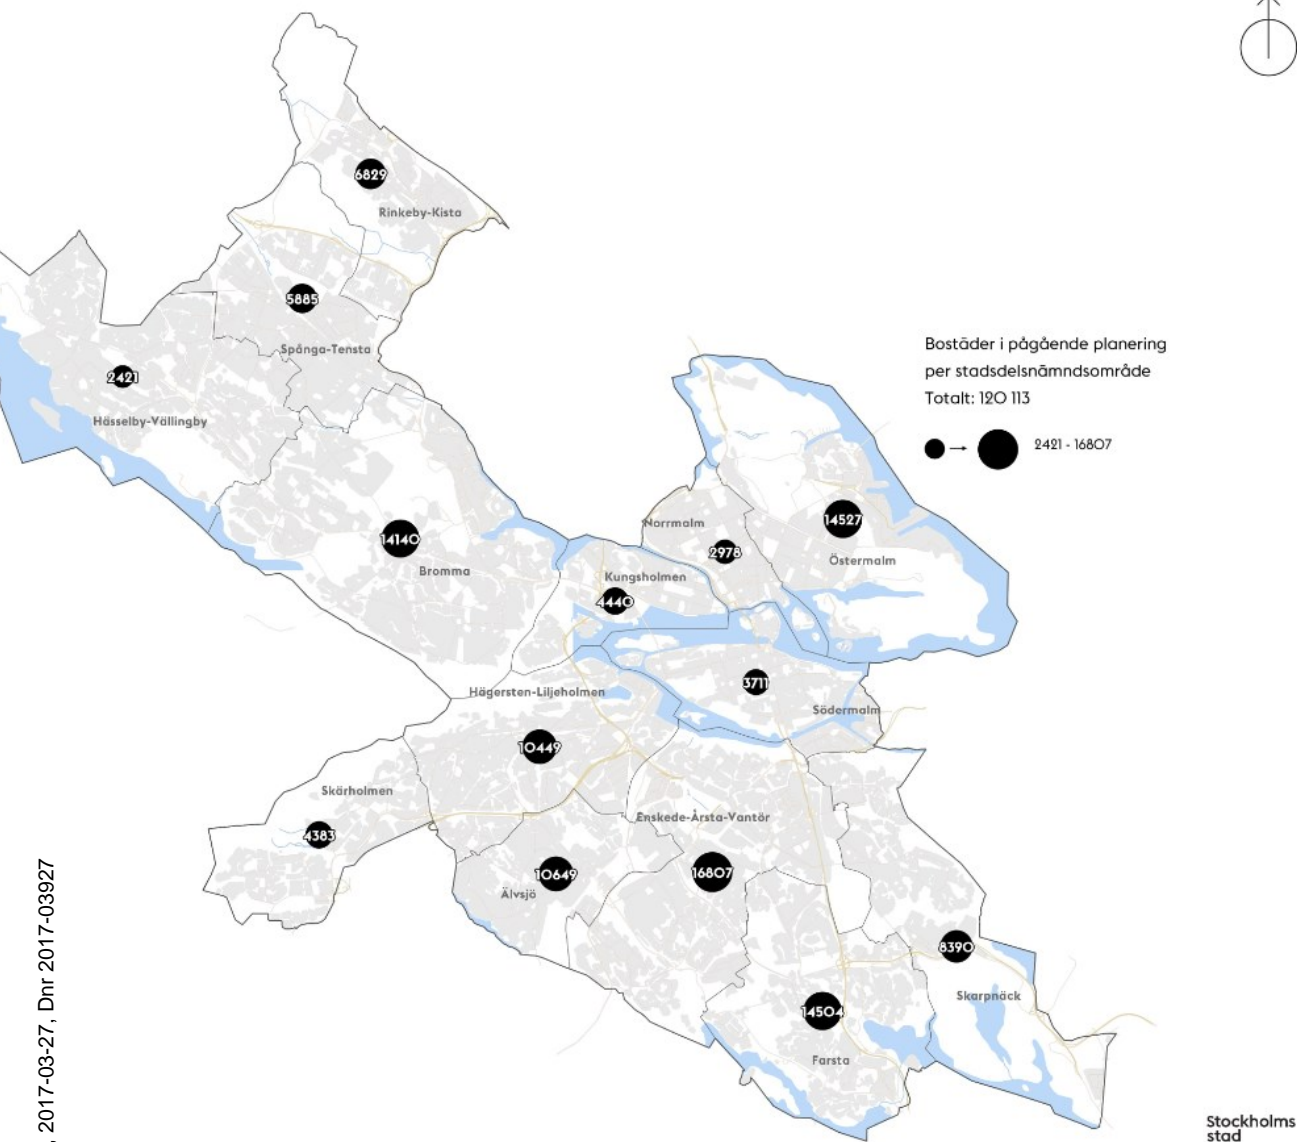 6829
Rinkeby-Kista
5885
Spånga-Tensta
2421
Hässelby-Vällingby
Bostäder i pågående planering
per stadsdelsnämndsområde
Totalt: 120 113
2421 - 16807
14140
Bromma
Norrmalm
2978
14527
Östermalm
Kungsholmen
4440
3711
Södermalm
Hägersten-Liljeholmen
10449
Skärholmen
4383
Enskede-Årsta-Vantör
16807
10649
Älvsjö
8390
Skarpnäck
14504
Farsta
, 2017-03-27, Dnr 2017-03927
Stockholms
stad